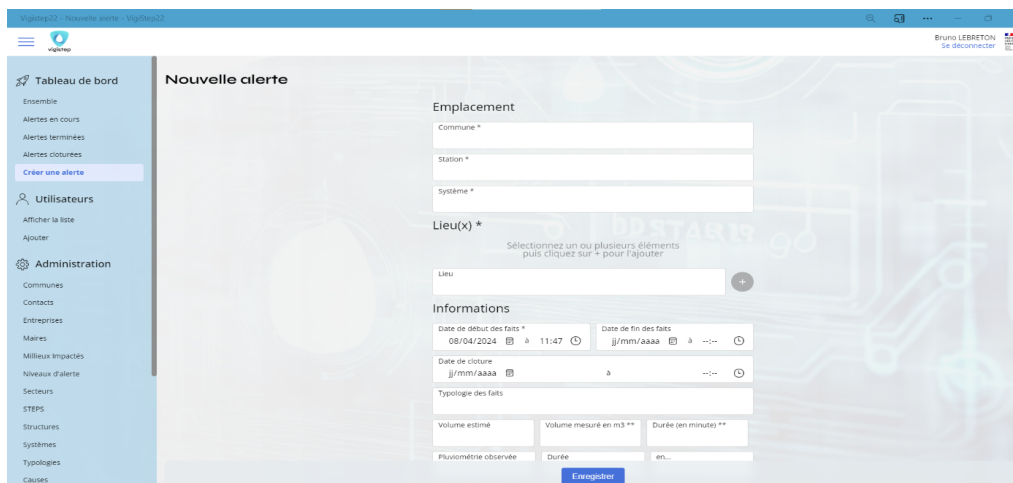 Vigistep22 - Nouvelle alerte - VigiStep22
vigistep
Bruno LEBRETON
Se déconnecter
Tableau de bord
Ensemble
Alertes en cours
Alertes terminées
Alertes cloturées
Créer une alerte
Utilisateurs
Afficher la liste
Ajouter
Administration
Communes
Contacts
Entreprises
Maires
Millieux impactés
Niveaux d'alerte
Secteurs
STEPS
Structures
Systèmes
Typologies
Causes
Nouvelle alerte
Emplacement
Commune *
Station *
Système *
Lieu(x) *
Sélectionnez un ou plusieurs éléments
puis cliquez sur + pour l'ajouter
Lieu
+
Informations
Date de début des faits * Date de fin des faits
08/04/2024 à 11:47 jj/mm/aaaa à --:--
Date de cloture
jj/mm/aaaa à --:--
Typologie des faits
Volume estimé Volume mesuré en m3 ** Durée (en minute) **
Pluviométrie observée Durée en...
Enregistrer